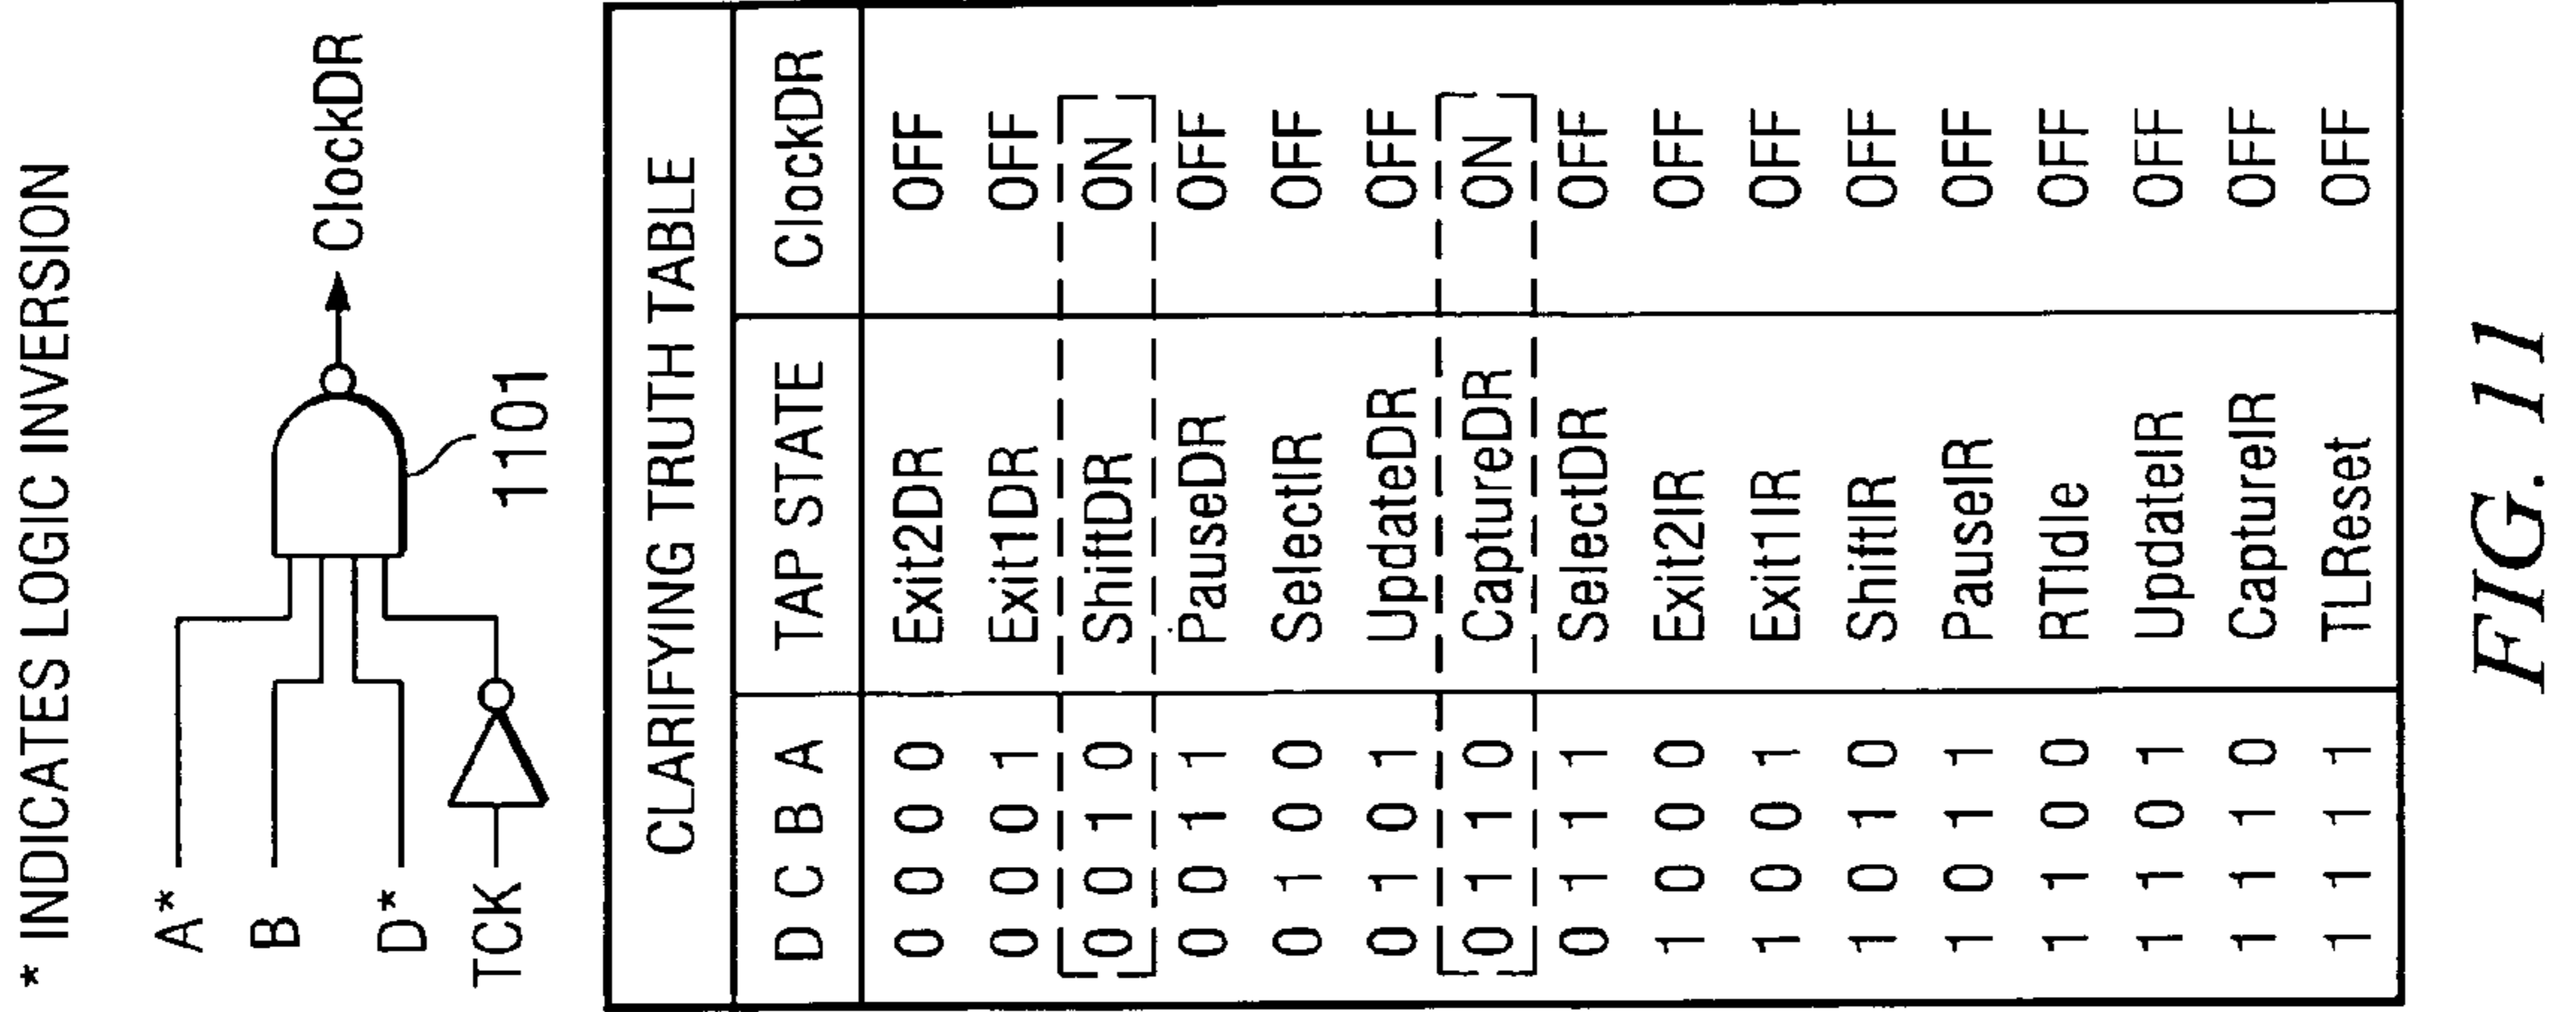 * INDICATES LOGIC INVERSION
A*
B
D*
TCK
ClockDR
1101
CLARIFYING TRUTH TABLE
D C B A TAP STATE ClockDR
0 0 0 0 Exit2DR OFF
0 0 0 1 Exit1DR OFF
0 0 1 0 ShiftDR ON
0 0 1 1 PauseDR OFF
0 1 0 0 SelectIR OFF
0 1 0 1 UpdateDR OFF
0 1 1 0 CaptureDR ON
0 1 1 1 SelectDR OFF
1 0 0 0 Exit2IR OFF
1 0 0 1 Exit1IR OFF
1 0 1 0 ShiftIR OFF
1 0 1 1 PauseIR OFF
1 1 0 0 RTIdle OFF
1 1 0 1 UpdateIR OFF
1 1 1 0 CaptureIR OFF
1 1 1 1 TLReset OFF
FIG. 11